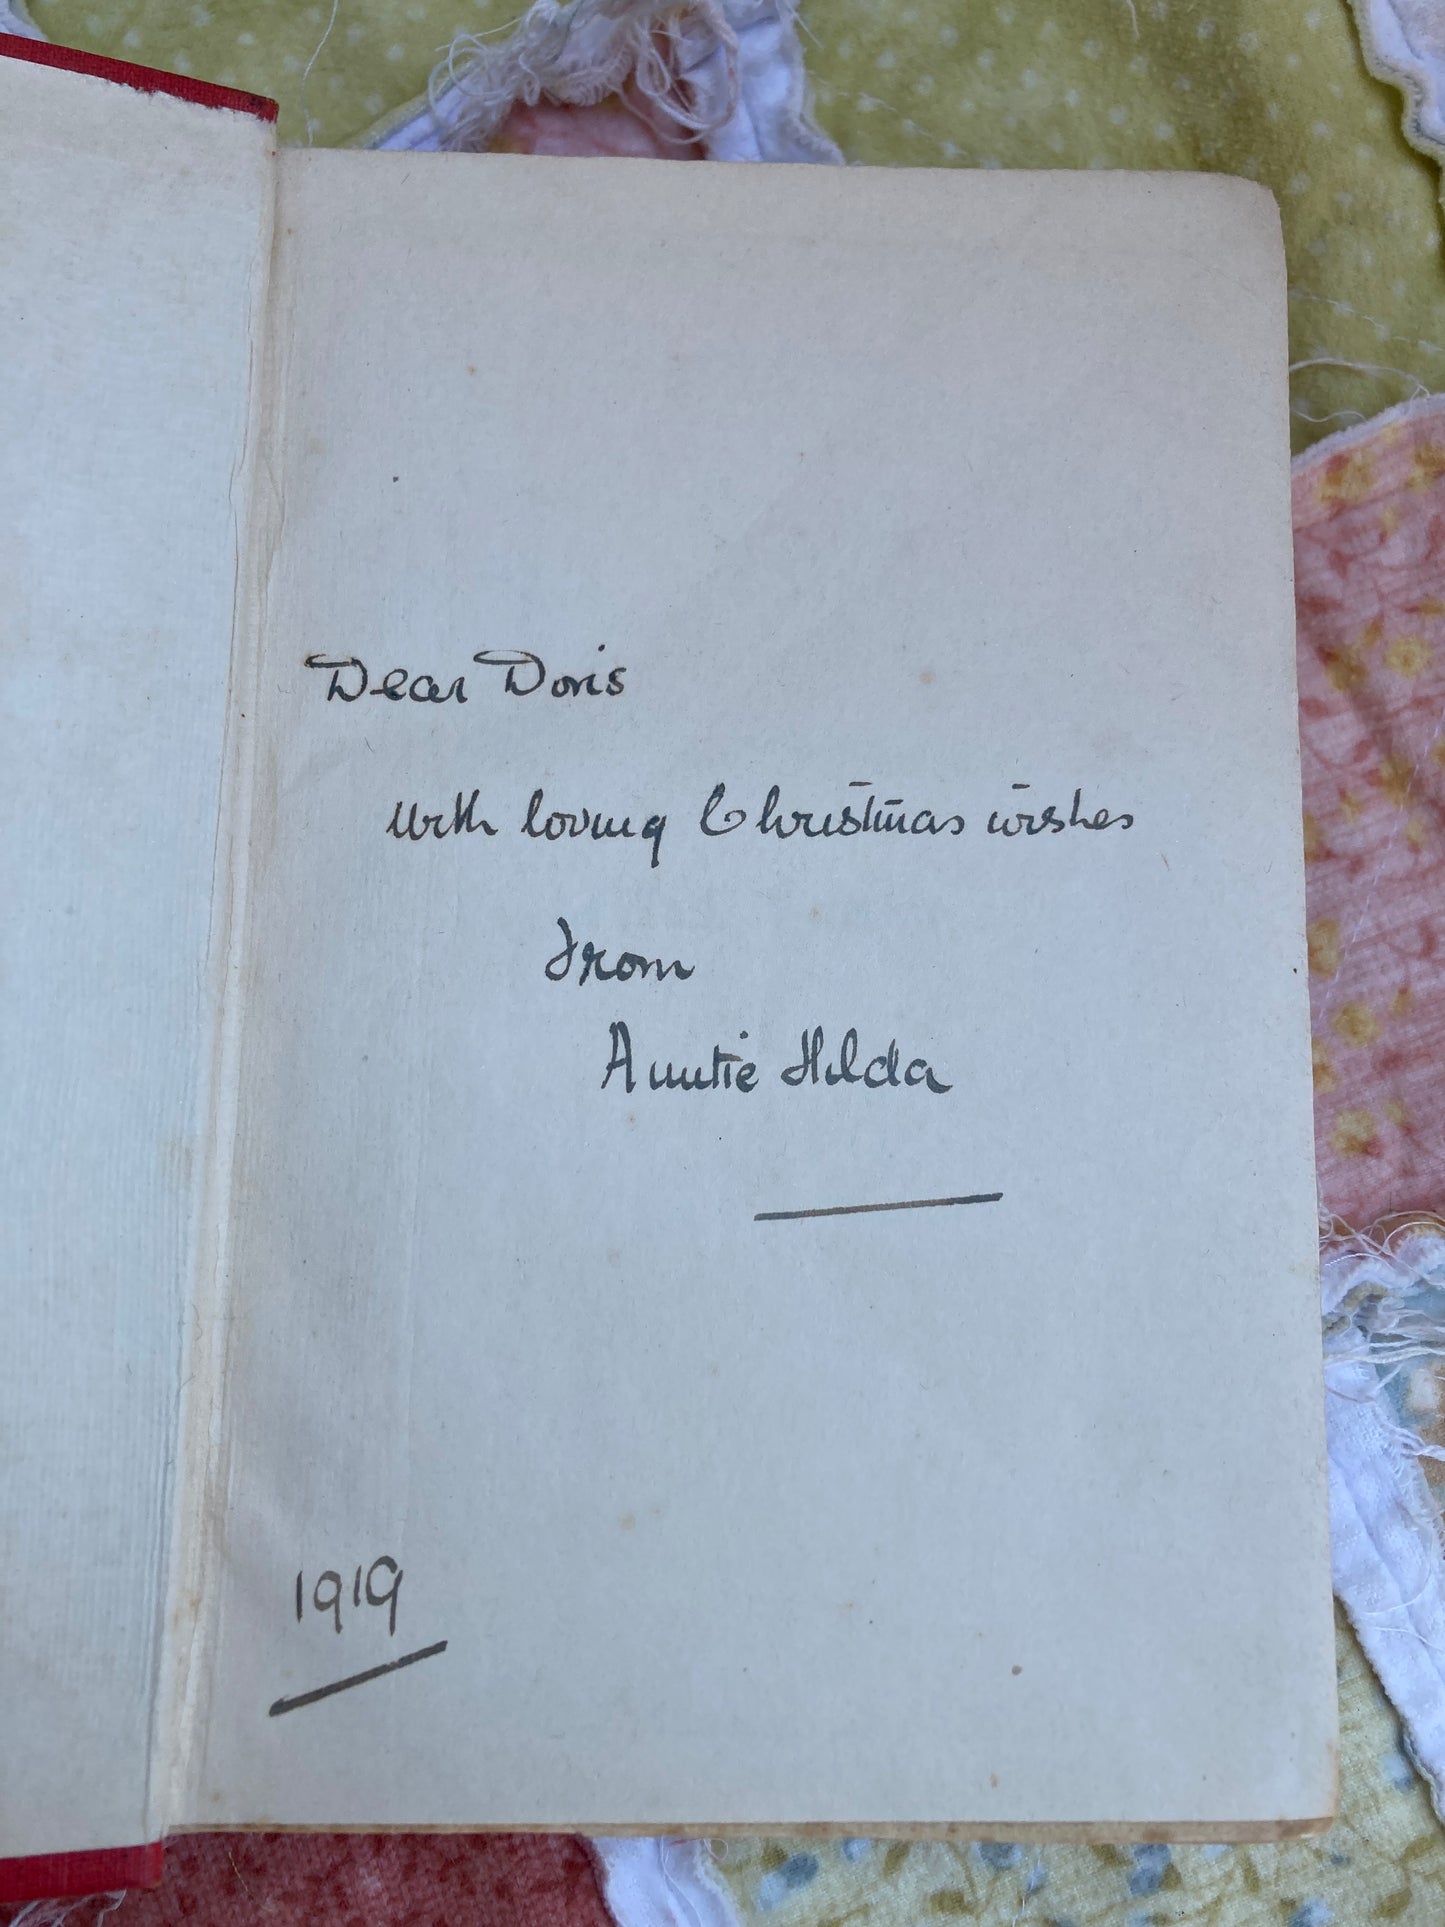 Dear Doris
with loving Christmas wishes
from
Auntie Hilda
1919